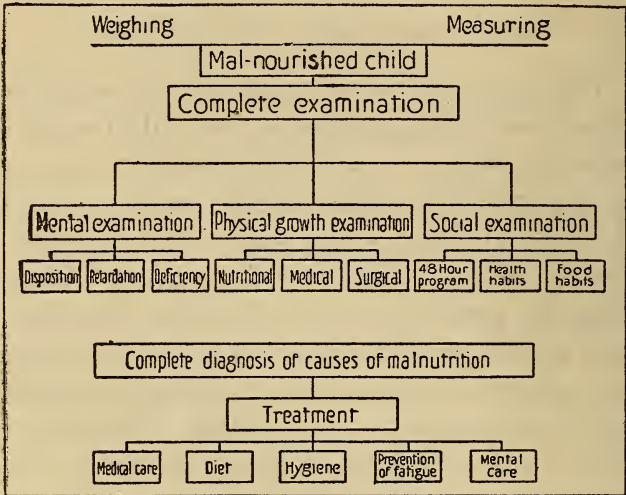 Weighing Measuring
Mal-nourished child
Complete examination
Mental examination Physical growth examination Social examination
Disposition Retardation Deficiency Nutritional Medical Surgical 48 Hour program Health habits Food habits
Complete diagnosis of causes of malnutrition
Treatment
Medical care Diet Hygiene Prevention of fatigue Mental care